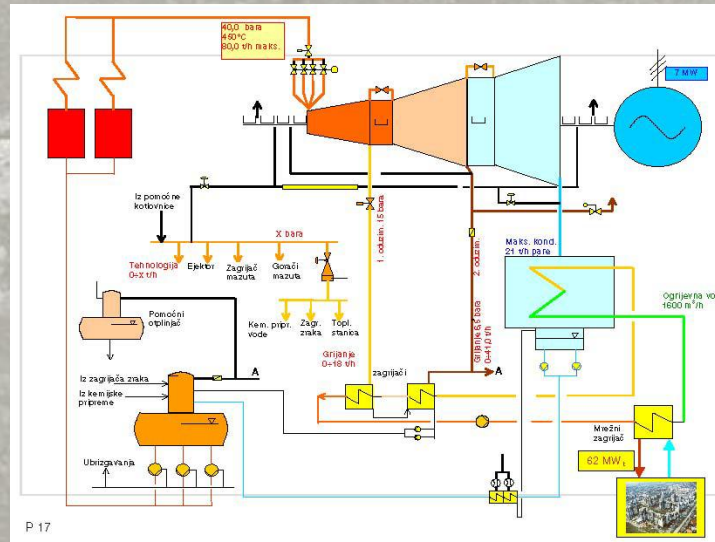 40,0 bara
450°C
80,0 t/h maks.
7 MW
Iz pomoćne
kotlovnice
X bara
Tehnologija
0÷X t/h
Ejektor
Zagrijač
mazuta
Gorači
mazuta
1. oduzim. 15 bara
2. oduzim.
Grijanje 6,5 bara
0÷41,0 t/h
Maks. kond.
21 t/h pare
Ogrijevna vo
1600 m³/h
Pomoćni
otplinjač
Kem. pripr.
vode
Zagr.
zraka
Topl.
stanica
Grijanje
0÷18 t/h
zagrijači
A
A
Iz zagrijača zraka
Iz kemijske
pripreme
Ubrizgavanja
Mrežni
zagrijač
62 MWt
P 17